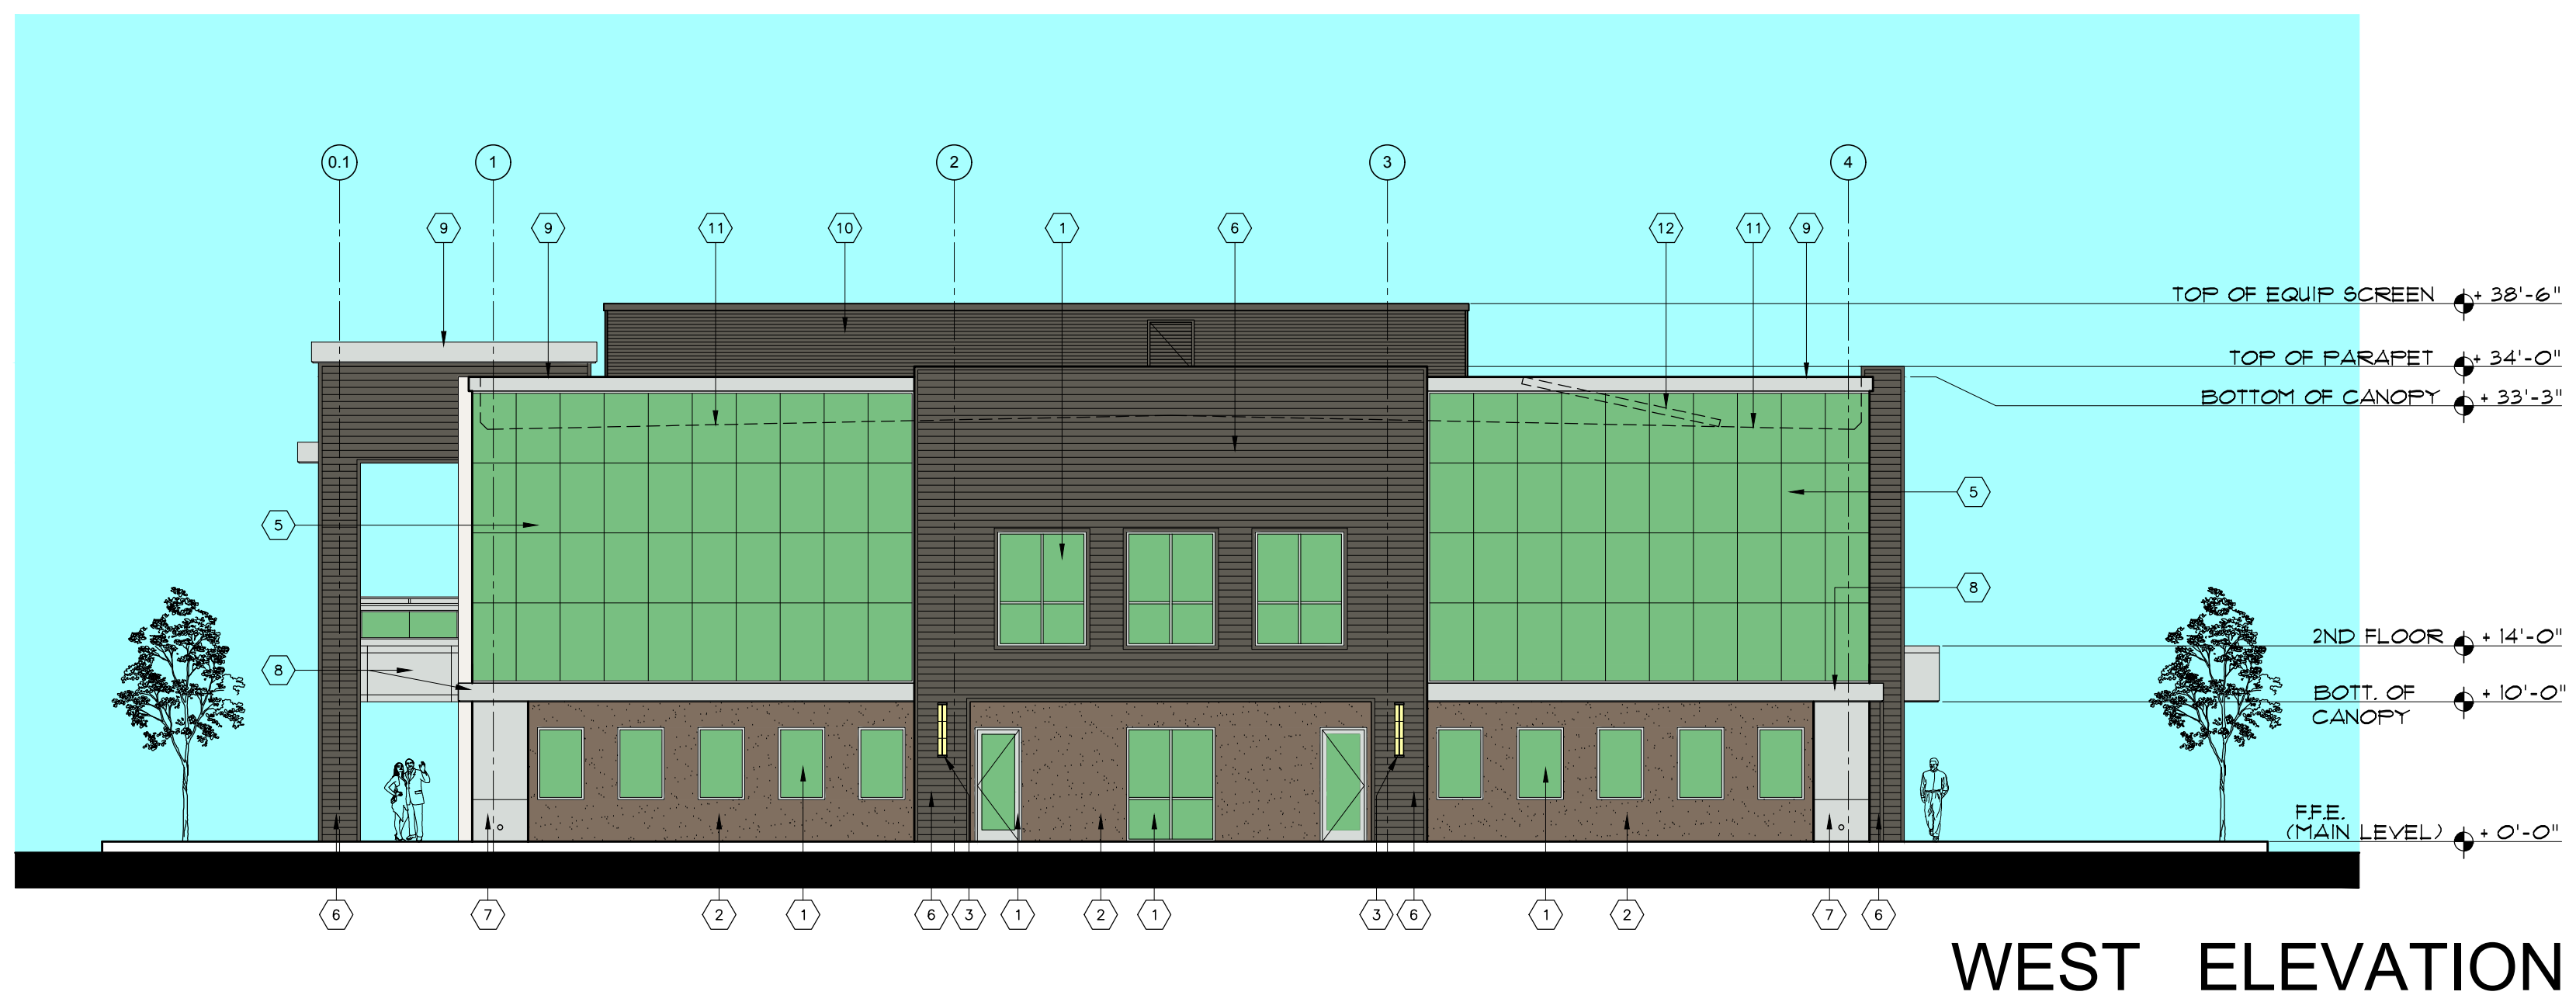 0.1 1 2 3 4
9 9 11 10 1 6 12 11 9
TOP OF EQUIP SCREEN + 38'-6"
TOP OF PARAPET + 34'-0"
BOTTOM OF CANOPY + 33'-3"
5 5
8
2ND FLOOR + 14'-0"
8
BOTT. OF + 10'-0"
CANOPY
F.F.E.
(MAIN LEVEL) + 0'-0"
6 7 2 1 6 3 1 2 1 3 6 1 2 7 6
WEST ELEVATION